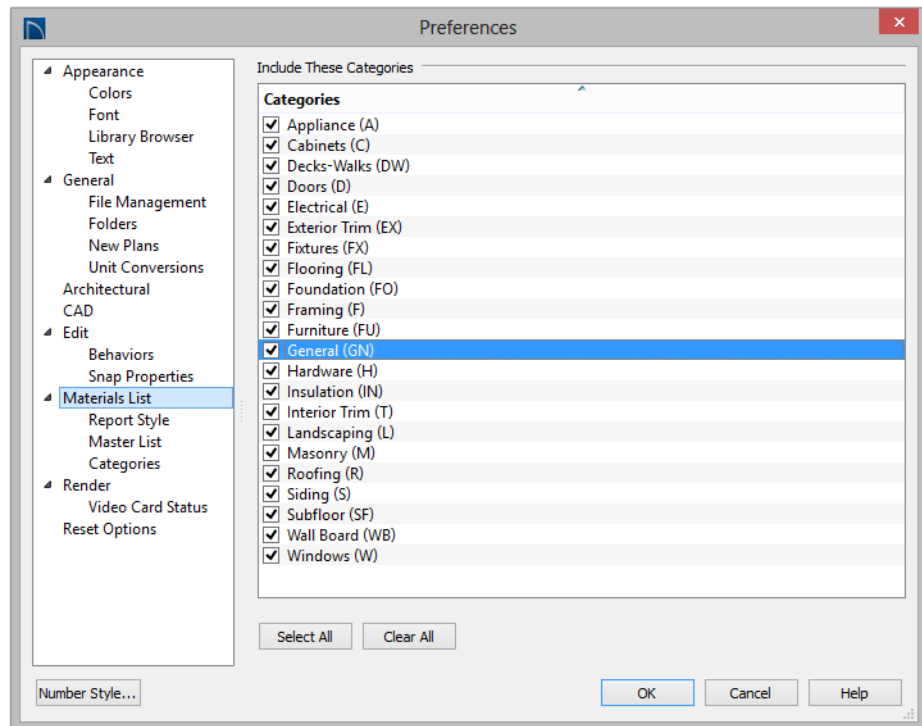 Preferences
Appearance
Colors
Font
Library Browser
Text
General
File Management
Folders
New Plans
Unit Conversions
Architectural
CAD
Edit
Behaviors
Snap Properties
Materials List
Report Style
Master List
Categories
Render
Video Card Status
Reset Options
Include These Categories
Categories
Appliance (A)
Cabinets (C)
Decks-Walks (DW)
Doors (D)
Electrical (E)
Exterior Trim (EX)
Fixtures (FX)
Flooring (FL)
Foundation (FO)
Framing (F)
Furniture (FU)
General (GN)
Hardware (H)
Insulation (IN)
Interior Trim (T)
Landscaping (L)
Masonry (M)
Roofing (R)
Siding (S)
Subfloor (SF)
Wall Board (WB)
Windows (W)
Select All
Clear All
Number Style...
OK
Cancel
Help